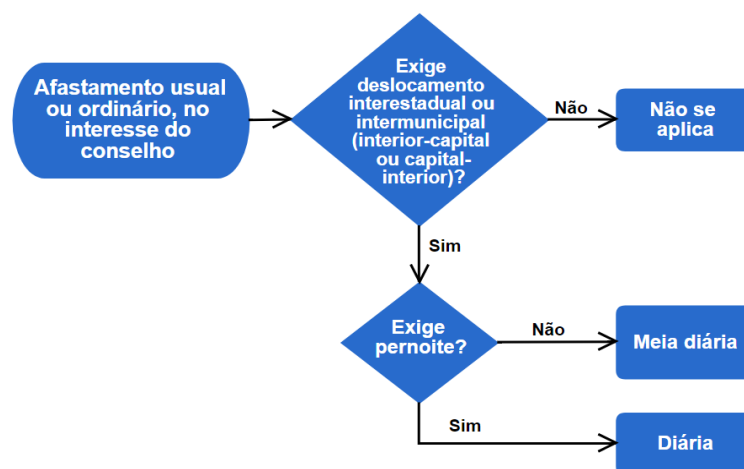 Afastamento usual
ou ordinário, no
interesse do
conselho
Exige
deslocamento
interestadual ou
intermunicipal
(interior-capital
ou capital-
interior)?
Não
Não se
aplica
Sim
Exige
pernoite?
Não
Meia diária
Sim
Diária